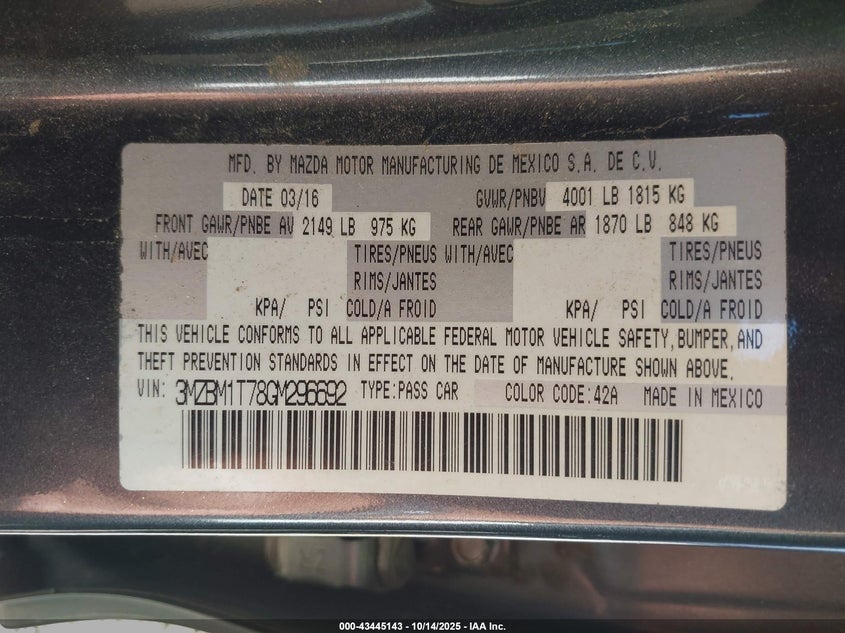 MFD. BY MAZDA MOTOR MANUFACTURING DE MEXICO S.A. DE C.V.
DATE 03/16 GVWR/PNBV 4001 LB 1815 KG
FRONT GAWR/PNBE AV 2149 LB 975 KG REAR GAWR/PNBE AR 1870 LB 848 KG
WITH/AVEC TIRES/PNEUS WITH/AVEC TIRES/PNEUS
RIMS/JANTES RIMS/JANTES
KPA/ PSI COLD/A FROID KPA/ PSI COLD/A FROID
THIS VEHICLE CONFORMS TO ALL APPLICABLE FEDERAL MOTOR VEHICLE SAFETY, BUMPER, AND
THEFT PREVENTION STANDARDS IN EFFECT ON THE DATE OF MANUFACTURE SHOWN ABOVE.
VIN: 3MZBM1T78GM296692 TYPE: PASS CAR COLOR CODE: 42A MADE IN MEXICO
000-43445143 - 10/14/2025 - IAA Inc.